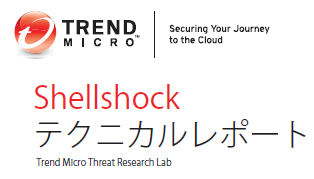 TREND
MICRO™
Securing Your Journey
to the Cloud
Shellshock
テクニカルレポート
Trend Micro Threat Research Lab